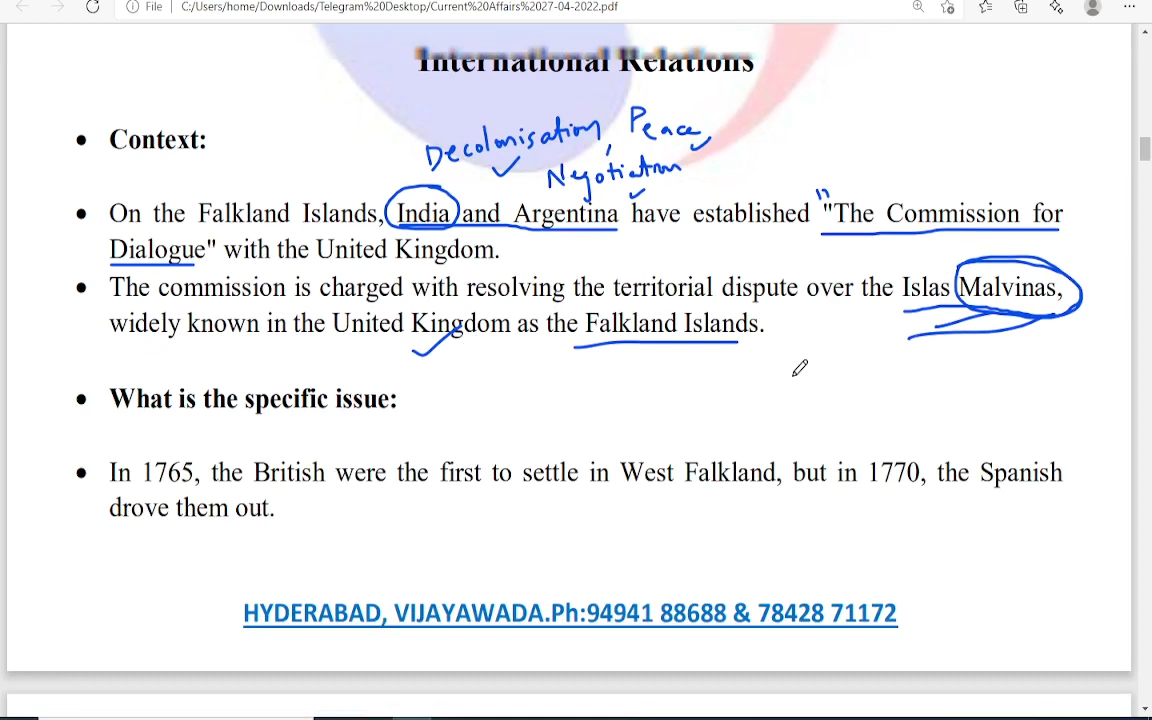 File | C:/Users/home/Downloads/Telegram%20Desktop/Current%20Affairs%2027-04-2022.pdf
International Relations
• Context:
Decolonisation, Peace,
Negotiation
• On the Falkland Islands, India and Argentina have established "The Commission for
Dialogue" with the United Kingdom.
• The commission is charged with resolving the territorial dispute over the Islas Malvinas,
widely known in the United Kingdom as the Falkland Islands.
• What is the specific issue:
• In 1765, the British were the first to settle in West Falkland, but in 1770, the Spanish
drove them out.
HYDERABAD, VIJAYAWADA.Ph:94941 88688 & 78428 71172